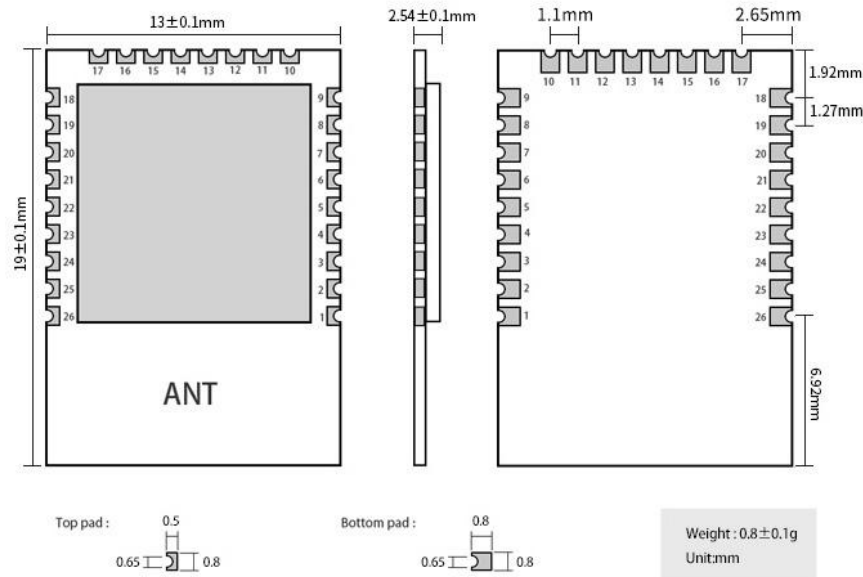 13±0.1mm
2.54±0.1mm
1.1mm
2.65mm
17 16 15 14 13 12 11 10
10 11 12 13 14 15 16 17
1.92mm
18 9
9 18
1.27mm
19 8
8 19
20 7
7 20
21 6
6 21
22 5
5 22
23 4
4 23
24 3
3 24
25 2
2 25
26 1
1 26
19±0.1mm
6.92mm
ANT
Top pad : 0.5
0.65 0.8
Bottom pad : 0.8
0.65 0.8
Weight : 0.8±0.1g
Unit:mm